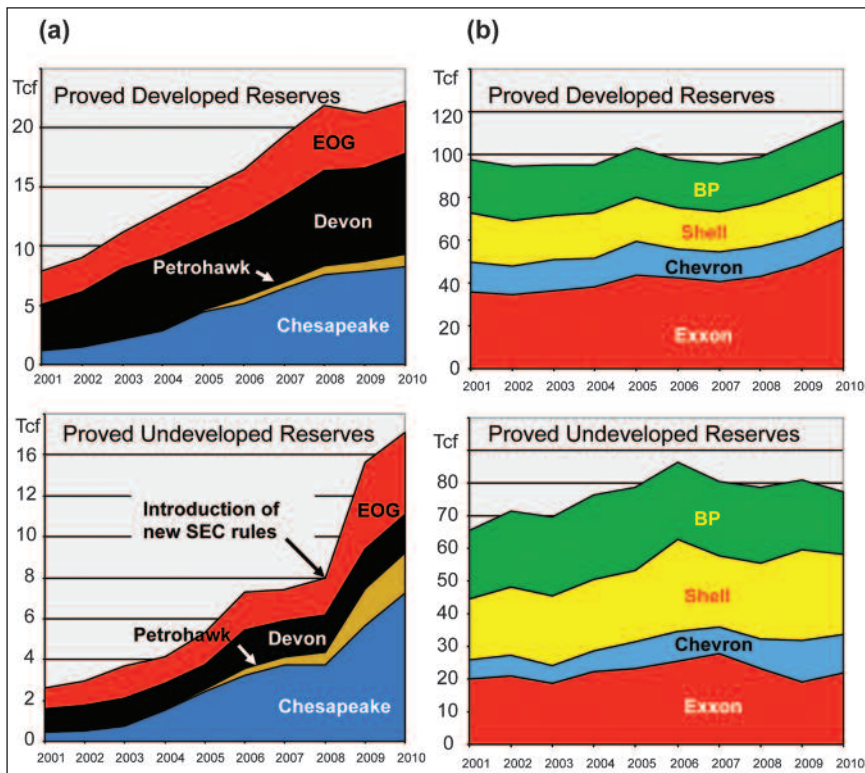 (a)
Tcf
Proved Developed Reserves
20
15
10
5
0
EOG
Devon
Petrohawk
Chesapeake
2001 2002 2003 2004 2005 2006 2007 2008 2009 2010
(b)
Tcf
Proved Developed Reserves
120
100
80
60
40
20
0
BP
Shell
Chevron
Exxon
2001 2002 2003 2004 2005 2006 2007 2008 2009 2010
Tcf
Proved Undeveloped Reserves
16
12
10
8
6
4
2
0
Introduction of
new SEC rules
EOG
Petrohawk
Devon
Chesapeake
2001 2002 2003 2004 2005 2006 2007 2008 2009 2010
Tcf
Proved Undeveloped Reserves
80
70
60
50
40
30
20
10
0
BP
Shell
Chevron
Exxon
2001 2002 2003 2004 2005 2006 2007 2008 2009 2010